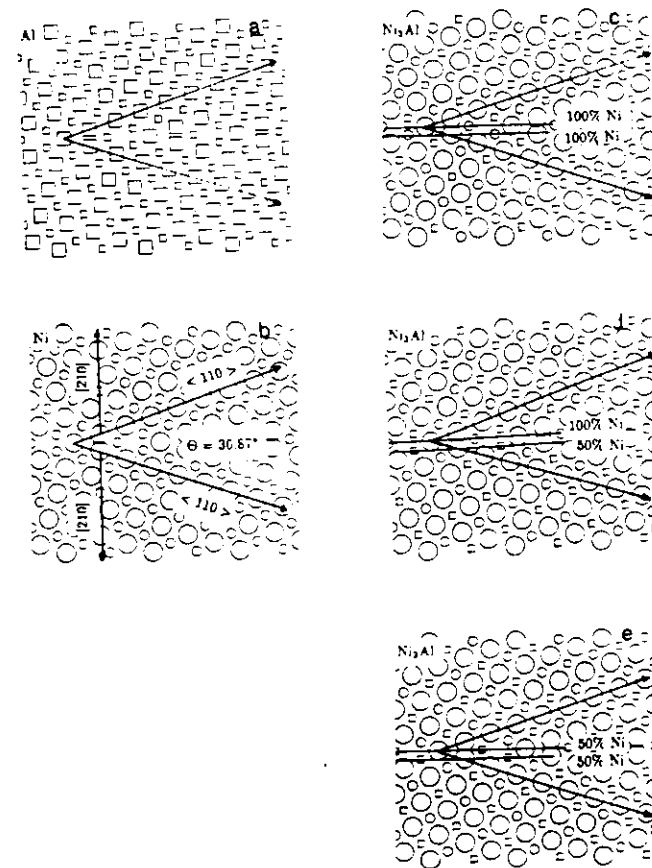 Al a
Ni₃Al c
100% Ni
100% Ni
Ni b
[210]
< 110 >
Θ = 36.87°
< 110 >
[210]
Ni₃Al d
100% Ni
50% Ni
Ni₃Al e
50% Ni
50% Ni